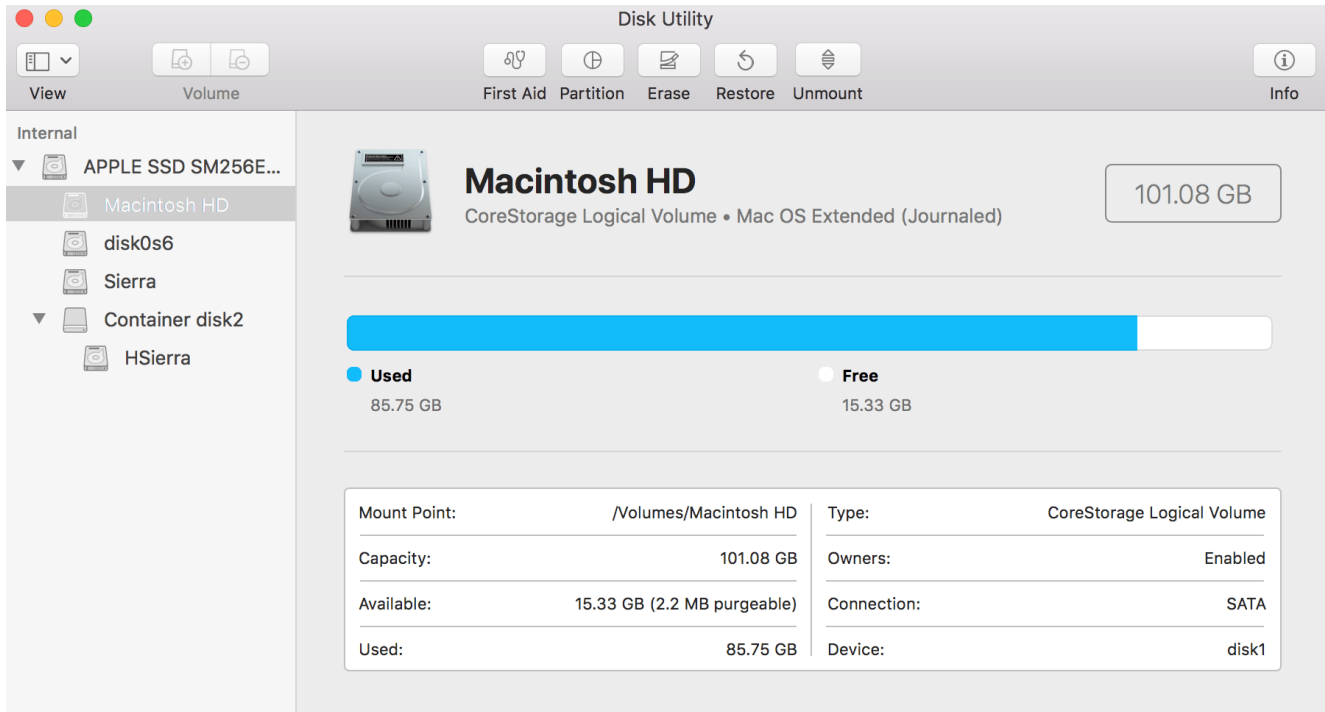 Disk Utility
View
Volume
First Aid
Partition
Erase
Restore
Unmount
Info
Internal
APPLE SSD SM256E...
Macintosh HD
disk0s6
Sierra
Container disk2
HSierra
Macintosh HD
CoreStorage Logical Volume • Mac OS Extended (Journaled)
101.08 GB
Used
85.75 GB
Free
15.33 GB
Mount Point: /Volumes/Macintosh HD
Capacity: 101.08 GB
Available: 15.33 GB (2.2 MB purgeable)
Used: 85.75 GB
Type: CoreStorage Logical Volume
Owners: Enabled
Connection: SATA
Device: disk1